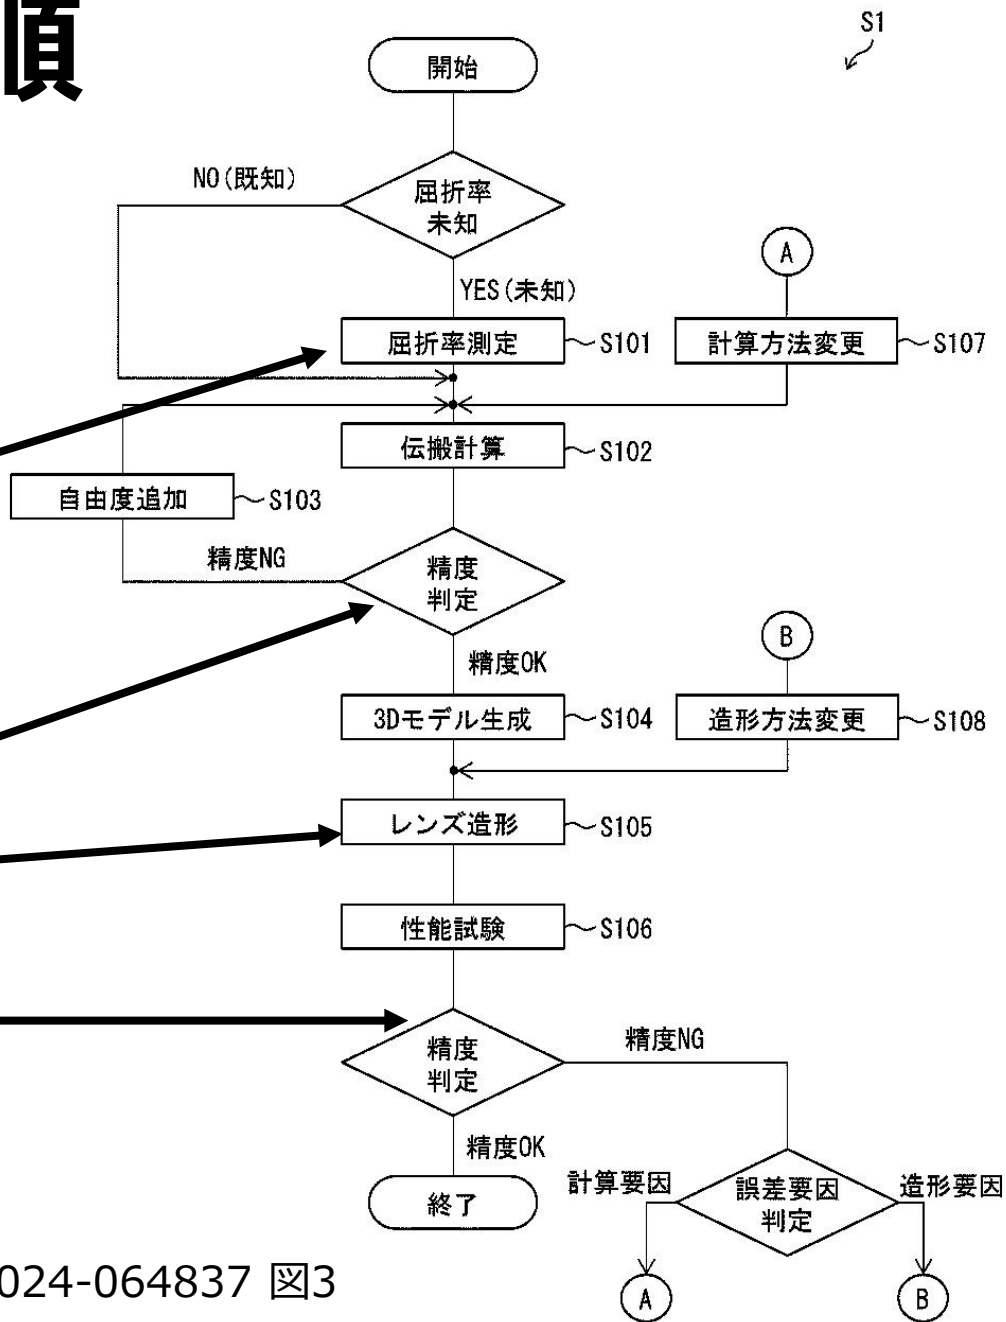 順
S1
開始
NO(既知)
屈折率
未知
YES(未知)
A
屈折率測定
S101
計算方法変更
S107
伝搬計算
S102
自由度追加
S103
精度NG
精度
判定
精度OK
B
3Dモデル生成
S104
造形方法変更
S108
レンズ造形
S105
性能試験
S106
精度
判定
精度NG
精度OK
計算要因
誤差要因
判定
造形要因
終了
A
B
024-064837 図3